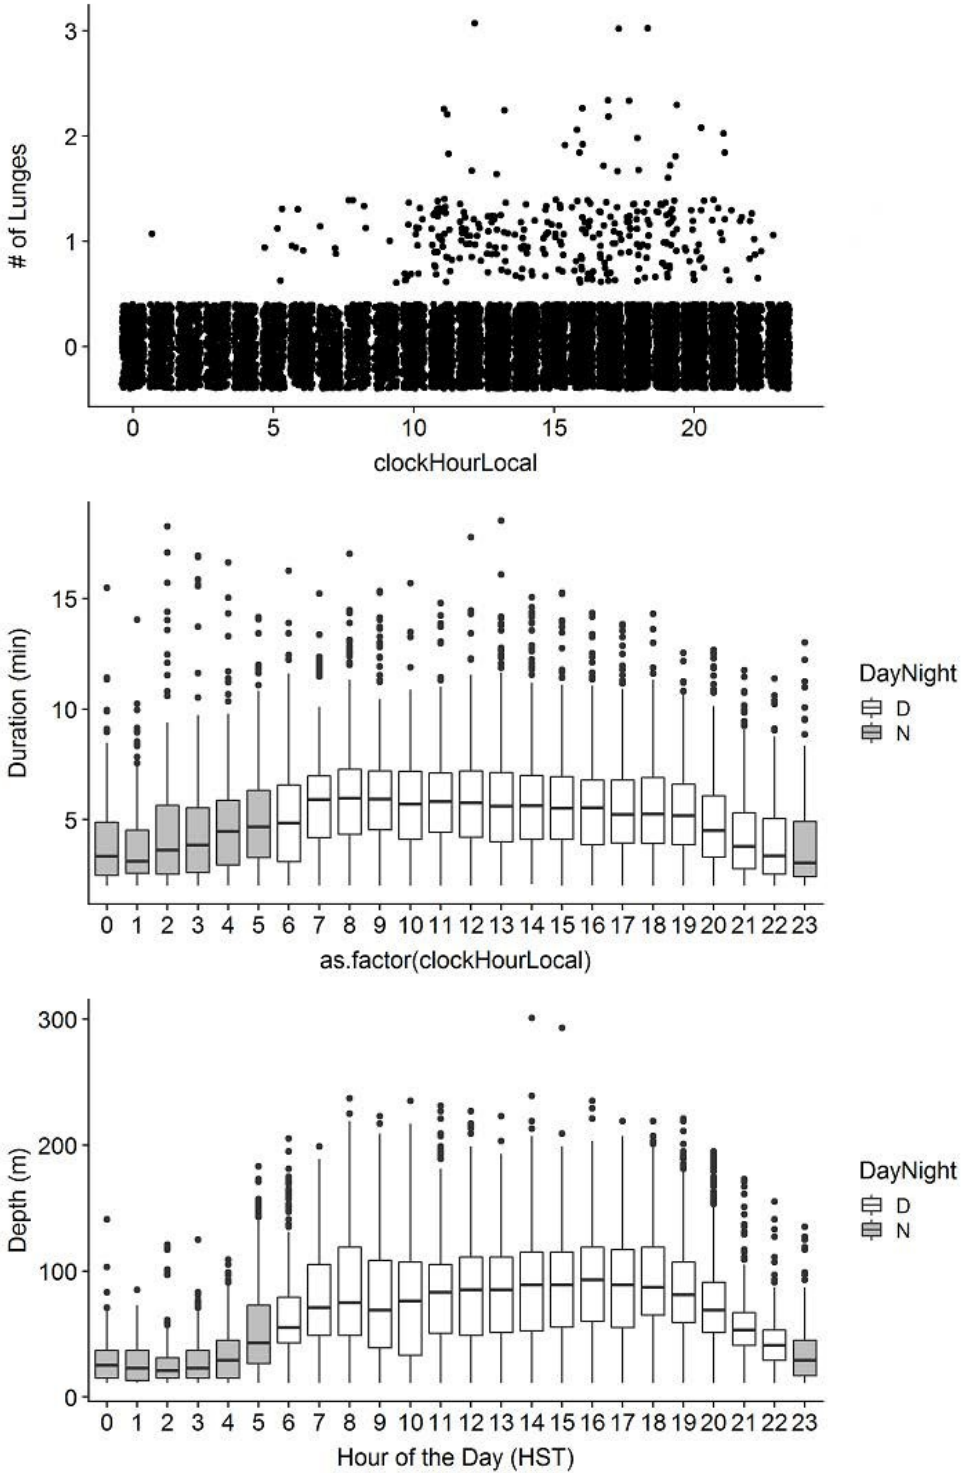 3
2
1
0
# of Lunges
0 5 10 15 20
clockHourLocal
15
10
5
Duration (min)
0 1 2 3 4 5 6 7 8 9 10 11 12 13 14 15 16 17 18 19 20 21 22 23
as.factor(clockHourLocal)
DayNight
D
N
300
200
100
0
Depth (m)
0 1 2 3 4 5 6 7 8 9 10 11 12 13 14 15 16 17 18 19 20 21 22 23
Hour of the Day (HST)
DayNight
D
N